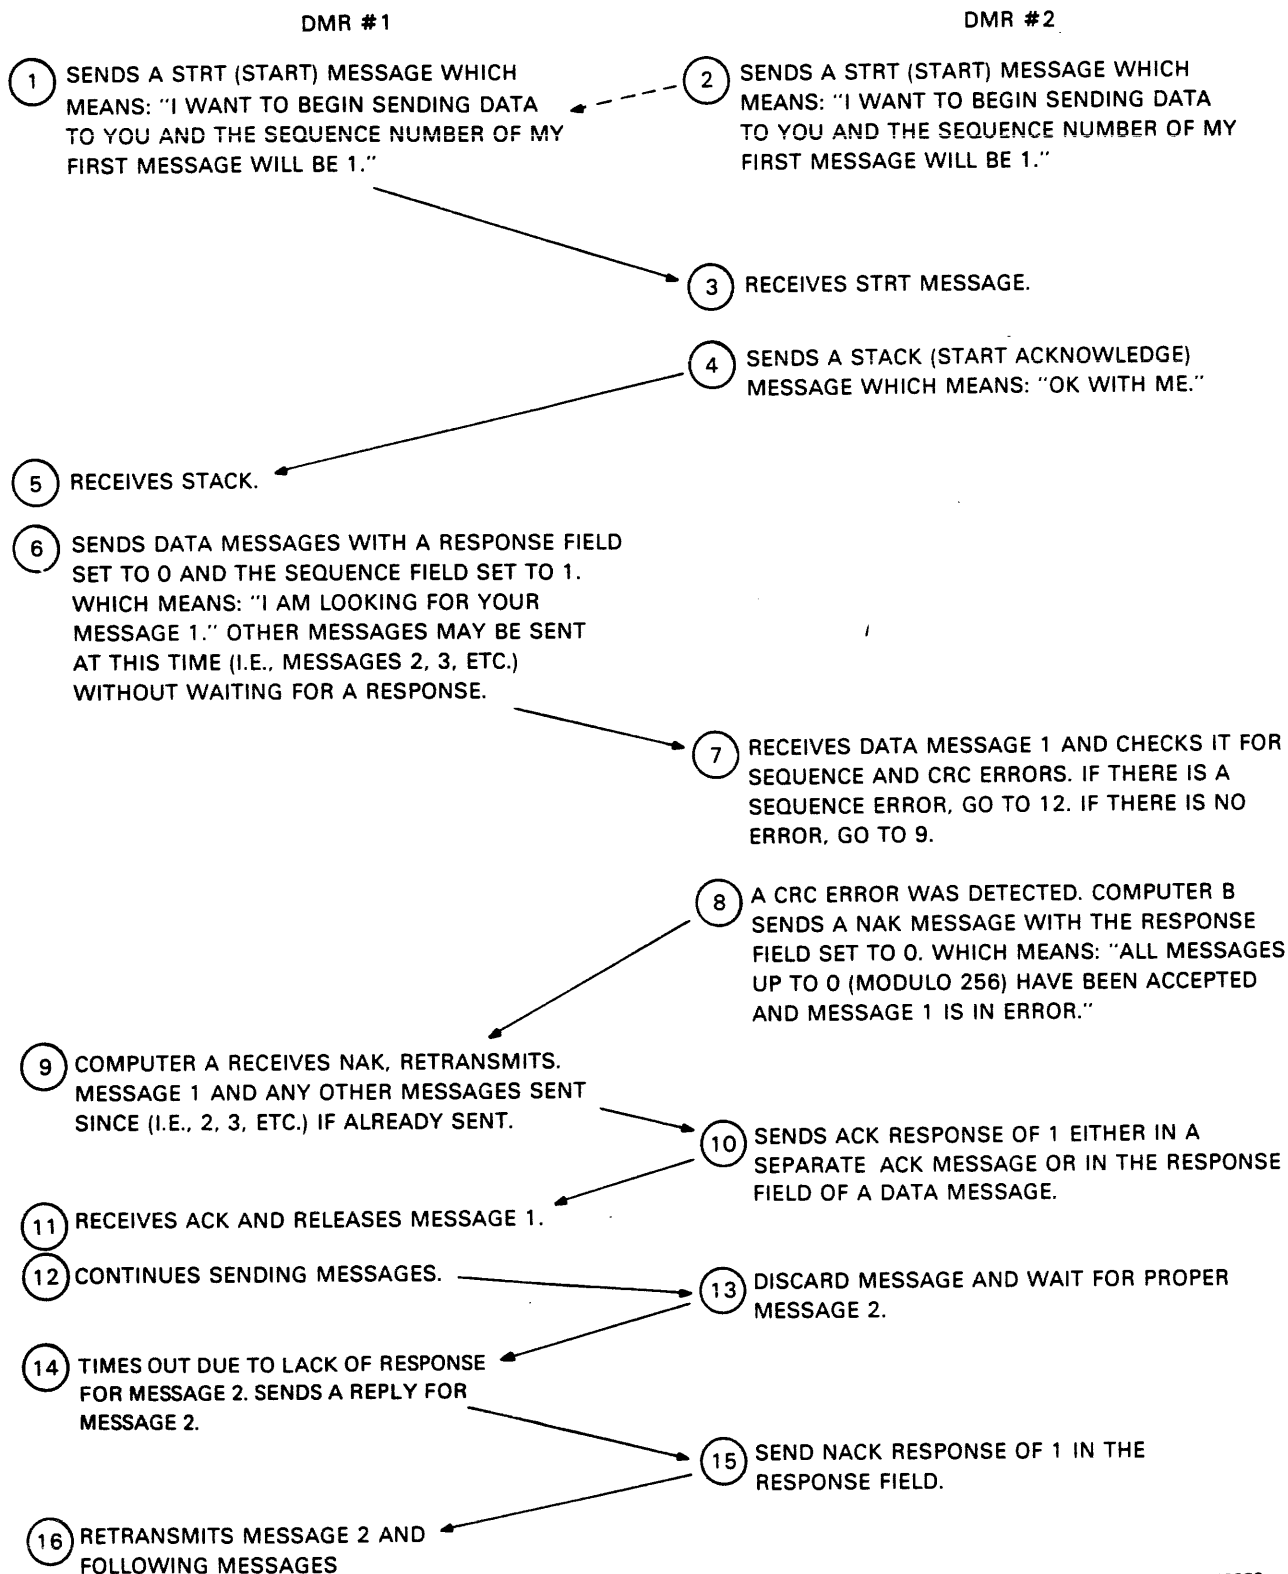 DMR #1
DMR #2
1 SENDS A STRT (START) MESSAGE WHICH
MEANS: "I WANT TO BEGIN SENDING DATA
TO YOU AND THE SEQUENCE NUMBER OF MY
FIRST MESSAGE WILL BE 1."
2 SENDS A STRT (START) MESSAGE WHICH
MEANS: "I WANT TO BEGIN SENDING DATA
TO YOU AND THE SEQUENCE NUMBER OF MY
FIRST MESSAGE WILL BE 1."
3 RECEIVES STRT MESSAGE.
4 SENDS A STACK (START ACKNOWLEDGE)
MESSAGE WHICH MEANS: "OK WITH ME."
5 RECEIVES STACK.
6 SENDS DATA MESSAGES WITH A RESPONSE FIELD
SET TO 0 AND THE SEQUENCE FIELD SET TO 1.
WHICH MEANS: "I AM LOOKING FOR YOUR
MESSAGE 1." OTHER MESSAGES MAY BE SENT
AT THIS TIME (I.E., MESSAGES 2, 3, ETC.)
WITHOUT WAITING FOR A RESPONSE.
7 RECEIVES DATA MESSAGE 1 AND CHECKS IT FOR
SEQUENCE AND CRC ERRORS. IF THERE IS A
SEQUENCE ERROR, GO TO 12. IF THERE IS NO
ERROR, GO TO 9.
8 A CRC ERROR WAS DETECTED. COMPUTER B
SENDS A NAK MESSAGE WITH THE RESPONSE
FIELD SET TO 0. WHICH MEANS: "ALL MESSAGES
UP TO 0 (MODULO 256) HAVE BEEN ACCEPTED
AND MESSAGE 1 IS IN ERROR."
9 COMPUTER A RECEIVES NAK, RETRANSMITS.
MESSAGE 1 AND ANY OTHER MESSAGES SENT
SINCE (I.E., 2, 3, ETC.) IF ALREADY SENT.
10 SENDS ACK RESPONSE OF 1 EITHER IN A
SEPARATE ACK MESSAGE OR IN THE RESPONSE
FIELD OF A DATA MESSAGE.
11 RECEIVES ACK AND RELEASES MESSAGE 1.
12 CONTINUES SENDING MESSAGES.
13 DISCARD MESSAGE AND WAIT FOR PROPER
MESSAGE 2.
14 TIMES OUT DUE TO LACK OF RESPONSE
FOR MESSAGE 2. SENDS A REPLY FOR
MESSAGE 2.
15 SEND NACK RESPONSE OF 1 IN THE
RESPONSE FIELD.
16 RETRANSMITS MESSAGE 2 AND
FOLLOWING MESSAGES